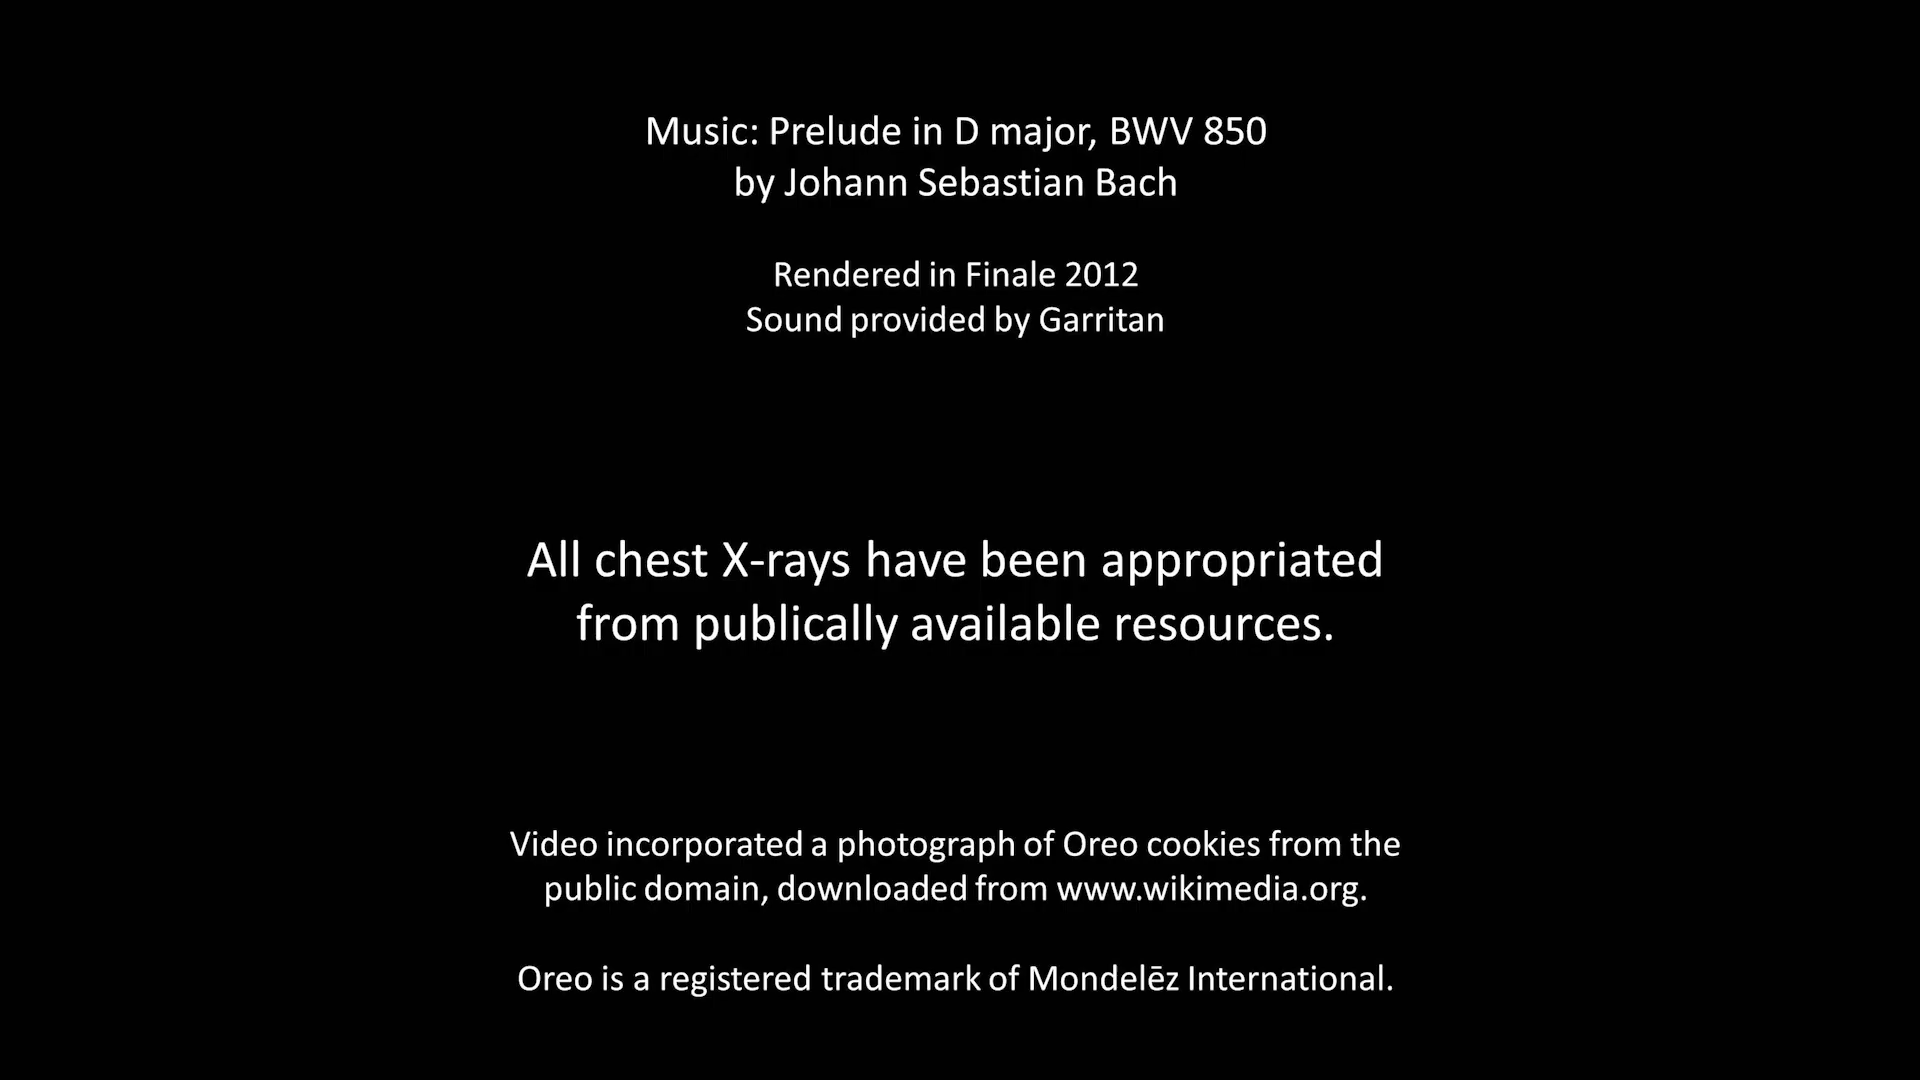 Music: Prelude in D major, BWV 850
by Johann Sebastian Bach
Rendered in Finale 2012
Sound provided by Garritan
All chest X-rays have been appropriated
from publically available resources.
Video incorporated a photograph of Oreo cookies from the
public domain, downloaded from www.wikimedia.org.
Oreo is a registered trademark of Mondelēz International.